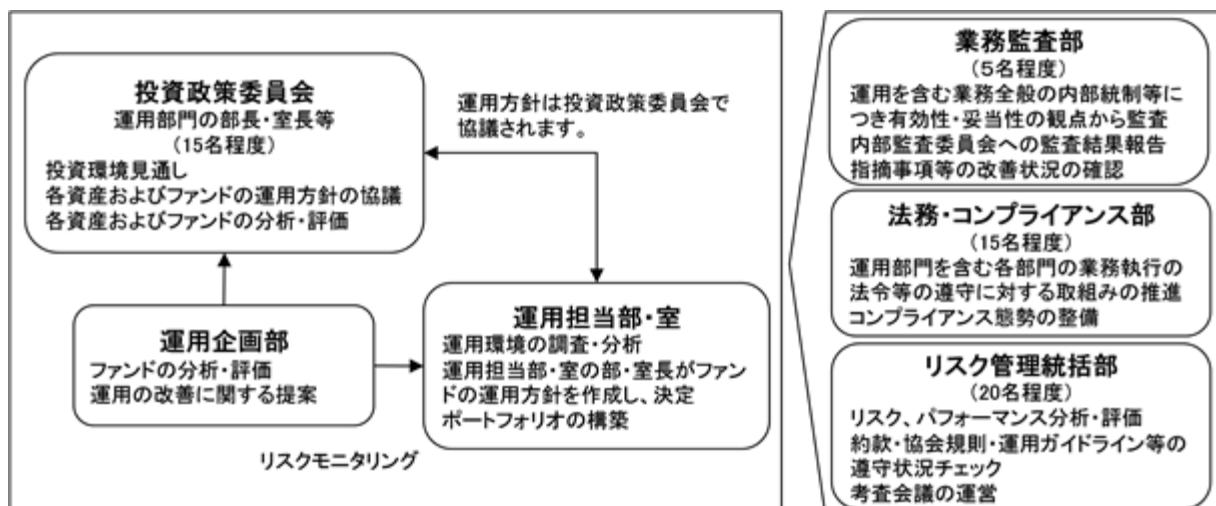 投資政策委員会
運用部門の部長・室長等
(15名程度)
投資環境見通し
各資産およびファンドの運用方針の協議
各資産およびファンドの分析・評価
運用方針は投資政策委員会で
協議されます。
運用企画部
ファンドの分析・評価
運用の改善に関する提案
運用担当部・室
運用環境の調査・分析
運用担当部・室の部・室長がファン
ドの運用方針を作成し、決定
ポートフォリオの構築
リスクモニタリング
業務監査部
(5名程度)
運用を含む業務全般の内部統制等に
つき有効性・妥当性の観点から監査
内部監査委員会への監査結果報告
指摘事項等の改善状況の確認
法務・コンプライアンス部
(15名程度)
運用部門を含む各部門の業務執行の
法令等の遵守に対する取組みの推進
コンプライアンス態勢の整備
リスク管理統括部
(20名程度)
リスク、パフォーマンス分析・評価
約款・協会規則・運用ガイドライン等の
遵守状況チェック
考査会議の運営